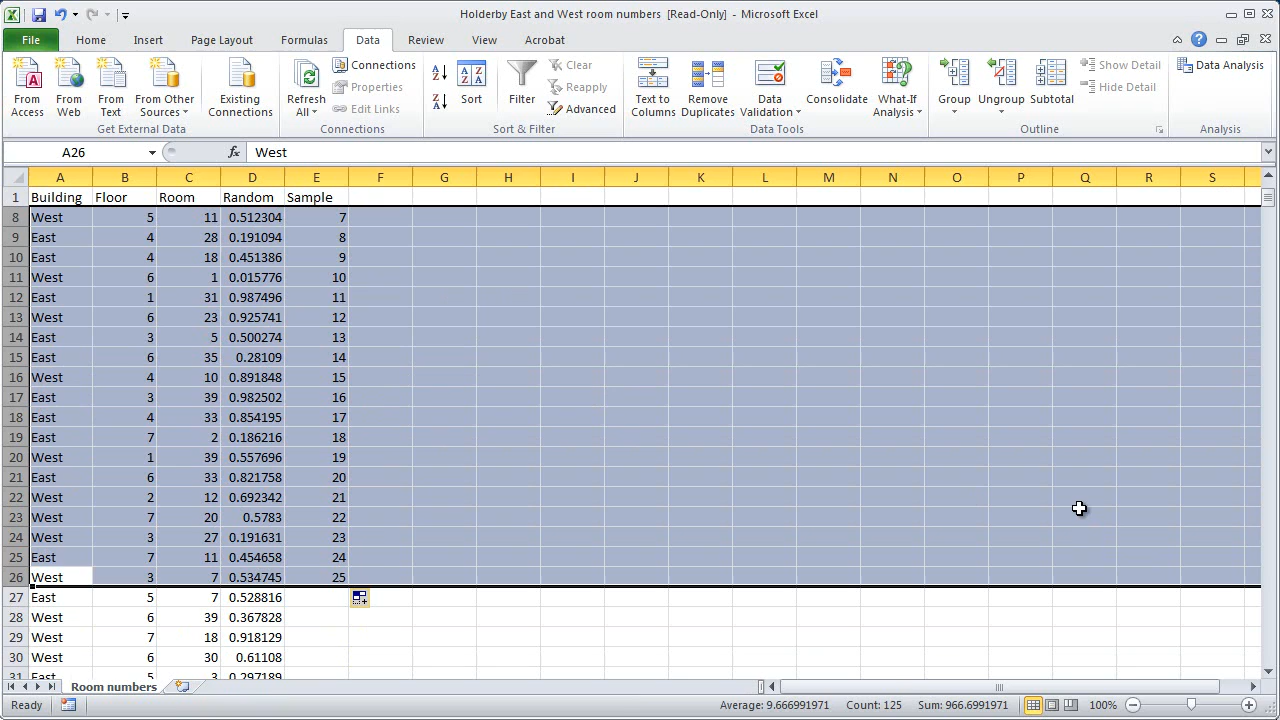 Holderby East and West room numbers [Read-Only] - Microsoft Excel
File Home Insert Page Layout Formulas Data Review View Acrobat
From Access
From Web
From Text
From Other Sources
Existing Connections
Get External Data
Refresh All
Connections
Properties
Edit Links
Connections
Sort
Filter
Clear
Reapply
Advanced
Sort & Filter
Text to Columns
Remove Duplicates
Data Validation
Consolidate
What-If Analysis
Data Tools
Group
Ungroup
Subtotal
Show Detail
Hide Detail
Outline
Data Analysis
Analysis
A26 fx West
A B C D E F G H I J K L M N O P Q R S
1 Building Floor Room Random Sample
8 West 5 11 0.512304 7
9 East 4 28 0.191094 8
10 East 4 18 0.451386 9
11 West 6 1 0.015776 10
12 East 1 31 0.987496 11
13 West 6 23 0.925741 12
14 East 3 5 0.500274 13
15 East 6 35 0.28109 14
16 West 4 10 0.891848 15
17 East 3 39 0.982502 16
18 East 4 33 0.854195 17
19 East 7 2 0.186216 18
20 West 1 39 0.557696 19
21 East 6 33 0.821758 20
22 West 2 12 0.692342 21
23 West 7 20 0.5783 22
24 West 3 27 0.191631 23
25 East 7 11 0.454658 24
26 West 3 7 0.534745 25
27 East 5 7 0.528816
28 West 6 39 0.367828
29 West 7 18 0.918129
30 West 6 30 0.61108
31 East 5 3 0.297189
Room numbers
Ready Average: 9.666991971 Count: 125 Sum: 966.6991971 100%